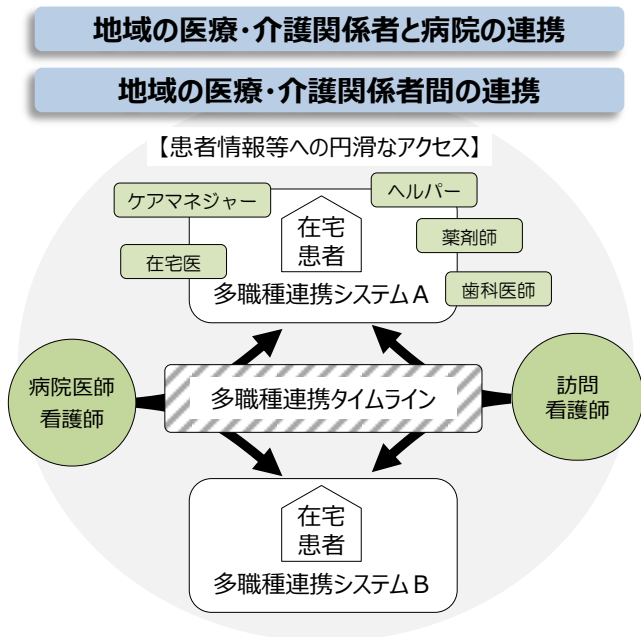 地域の医療・介護関係者と病院の連携
地域の医療・介護関係者間の連携
【患者情報等への円滑なアクセス】
ケアマネジャー
ヘルパー
在宅
患者
薬剤師
在宅医
多職種連携システムA
歯科医師
病院医師
看護師
多職種連携タイムライン
訪問
看護師
在宅
患者
多職種連携システムB